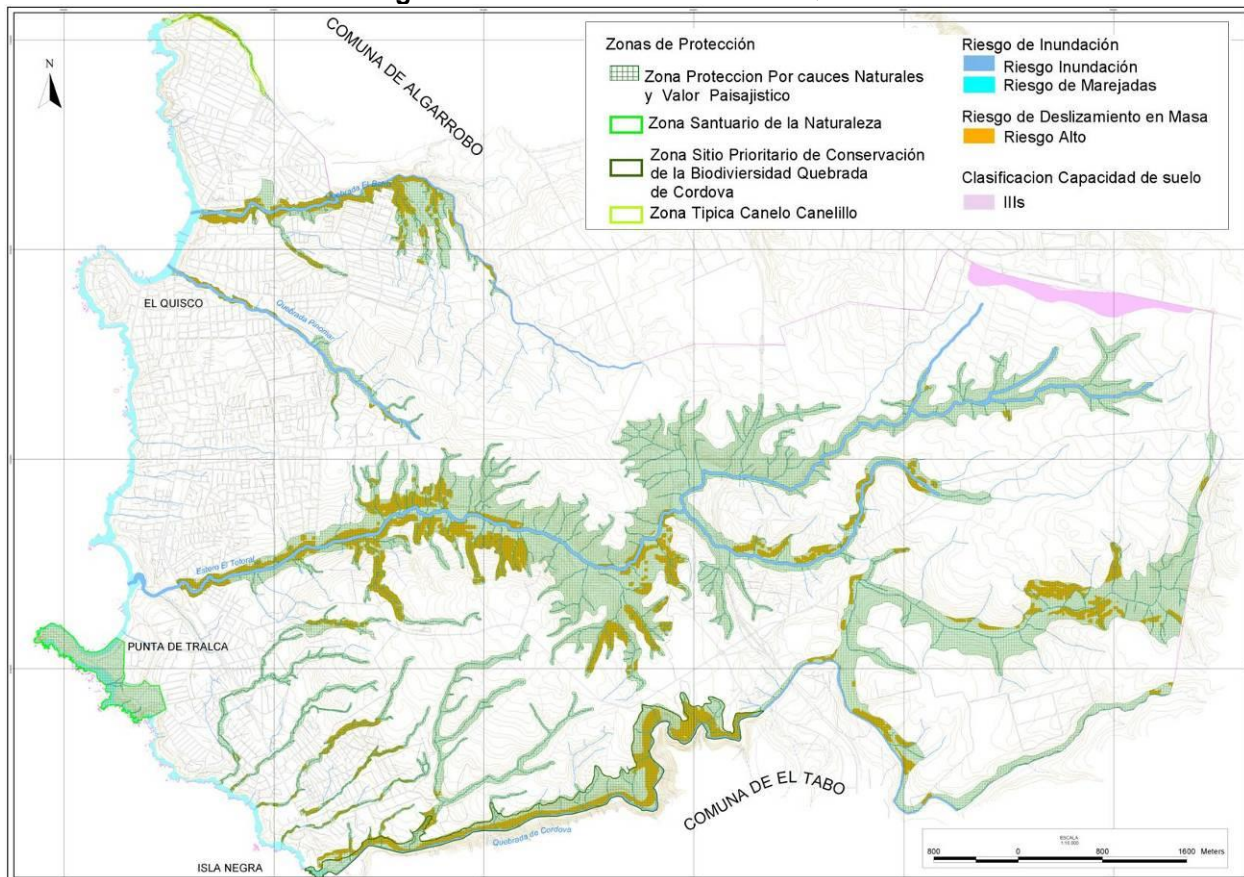 COMUNA DE ALGARROBO
N
Zonas de Protección
Zona Proteccion Por cauces Naturales
y Valor Paisajistico
Zona Santuario de la Naturaleza
Zona Sitio Prioritario de Conservación
de la Biodiviersidad Quebrada
de Cordova
Zona Tipica Canelo Canelillo
Riesgo de Inundación
Riesgo Inundación
Riesgo de Marejadas
Riesgo de Deslizamiento en Masa
Riesgo Alto
Clasificacion Capacidad de suelo
IIIs
EL QUISCO
Quebrada Pinomar
Estero El Totoral
PUNTA DE TRALCA
COMUNA DE EL TABO
Quebrada de Cordova
ISLA NEGRA
ESCALA
800 0 800 1600 Meters